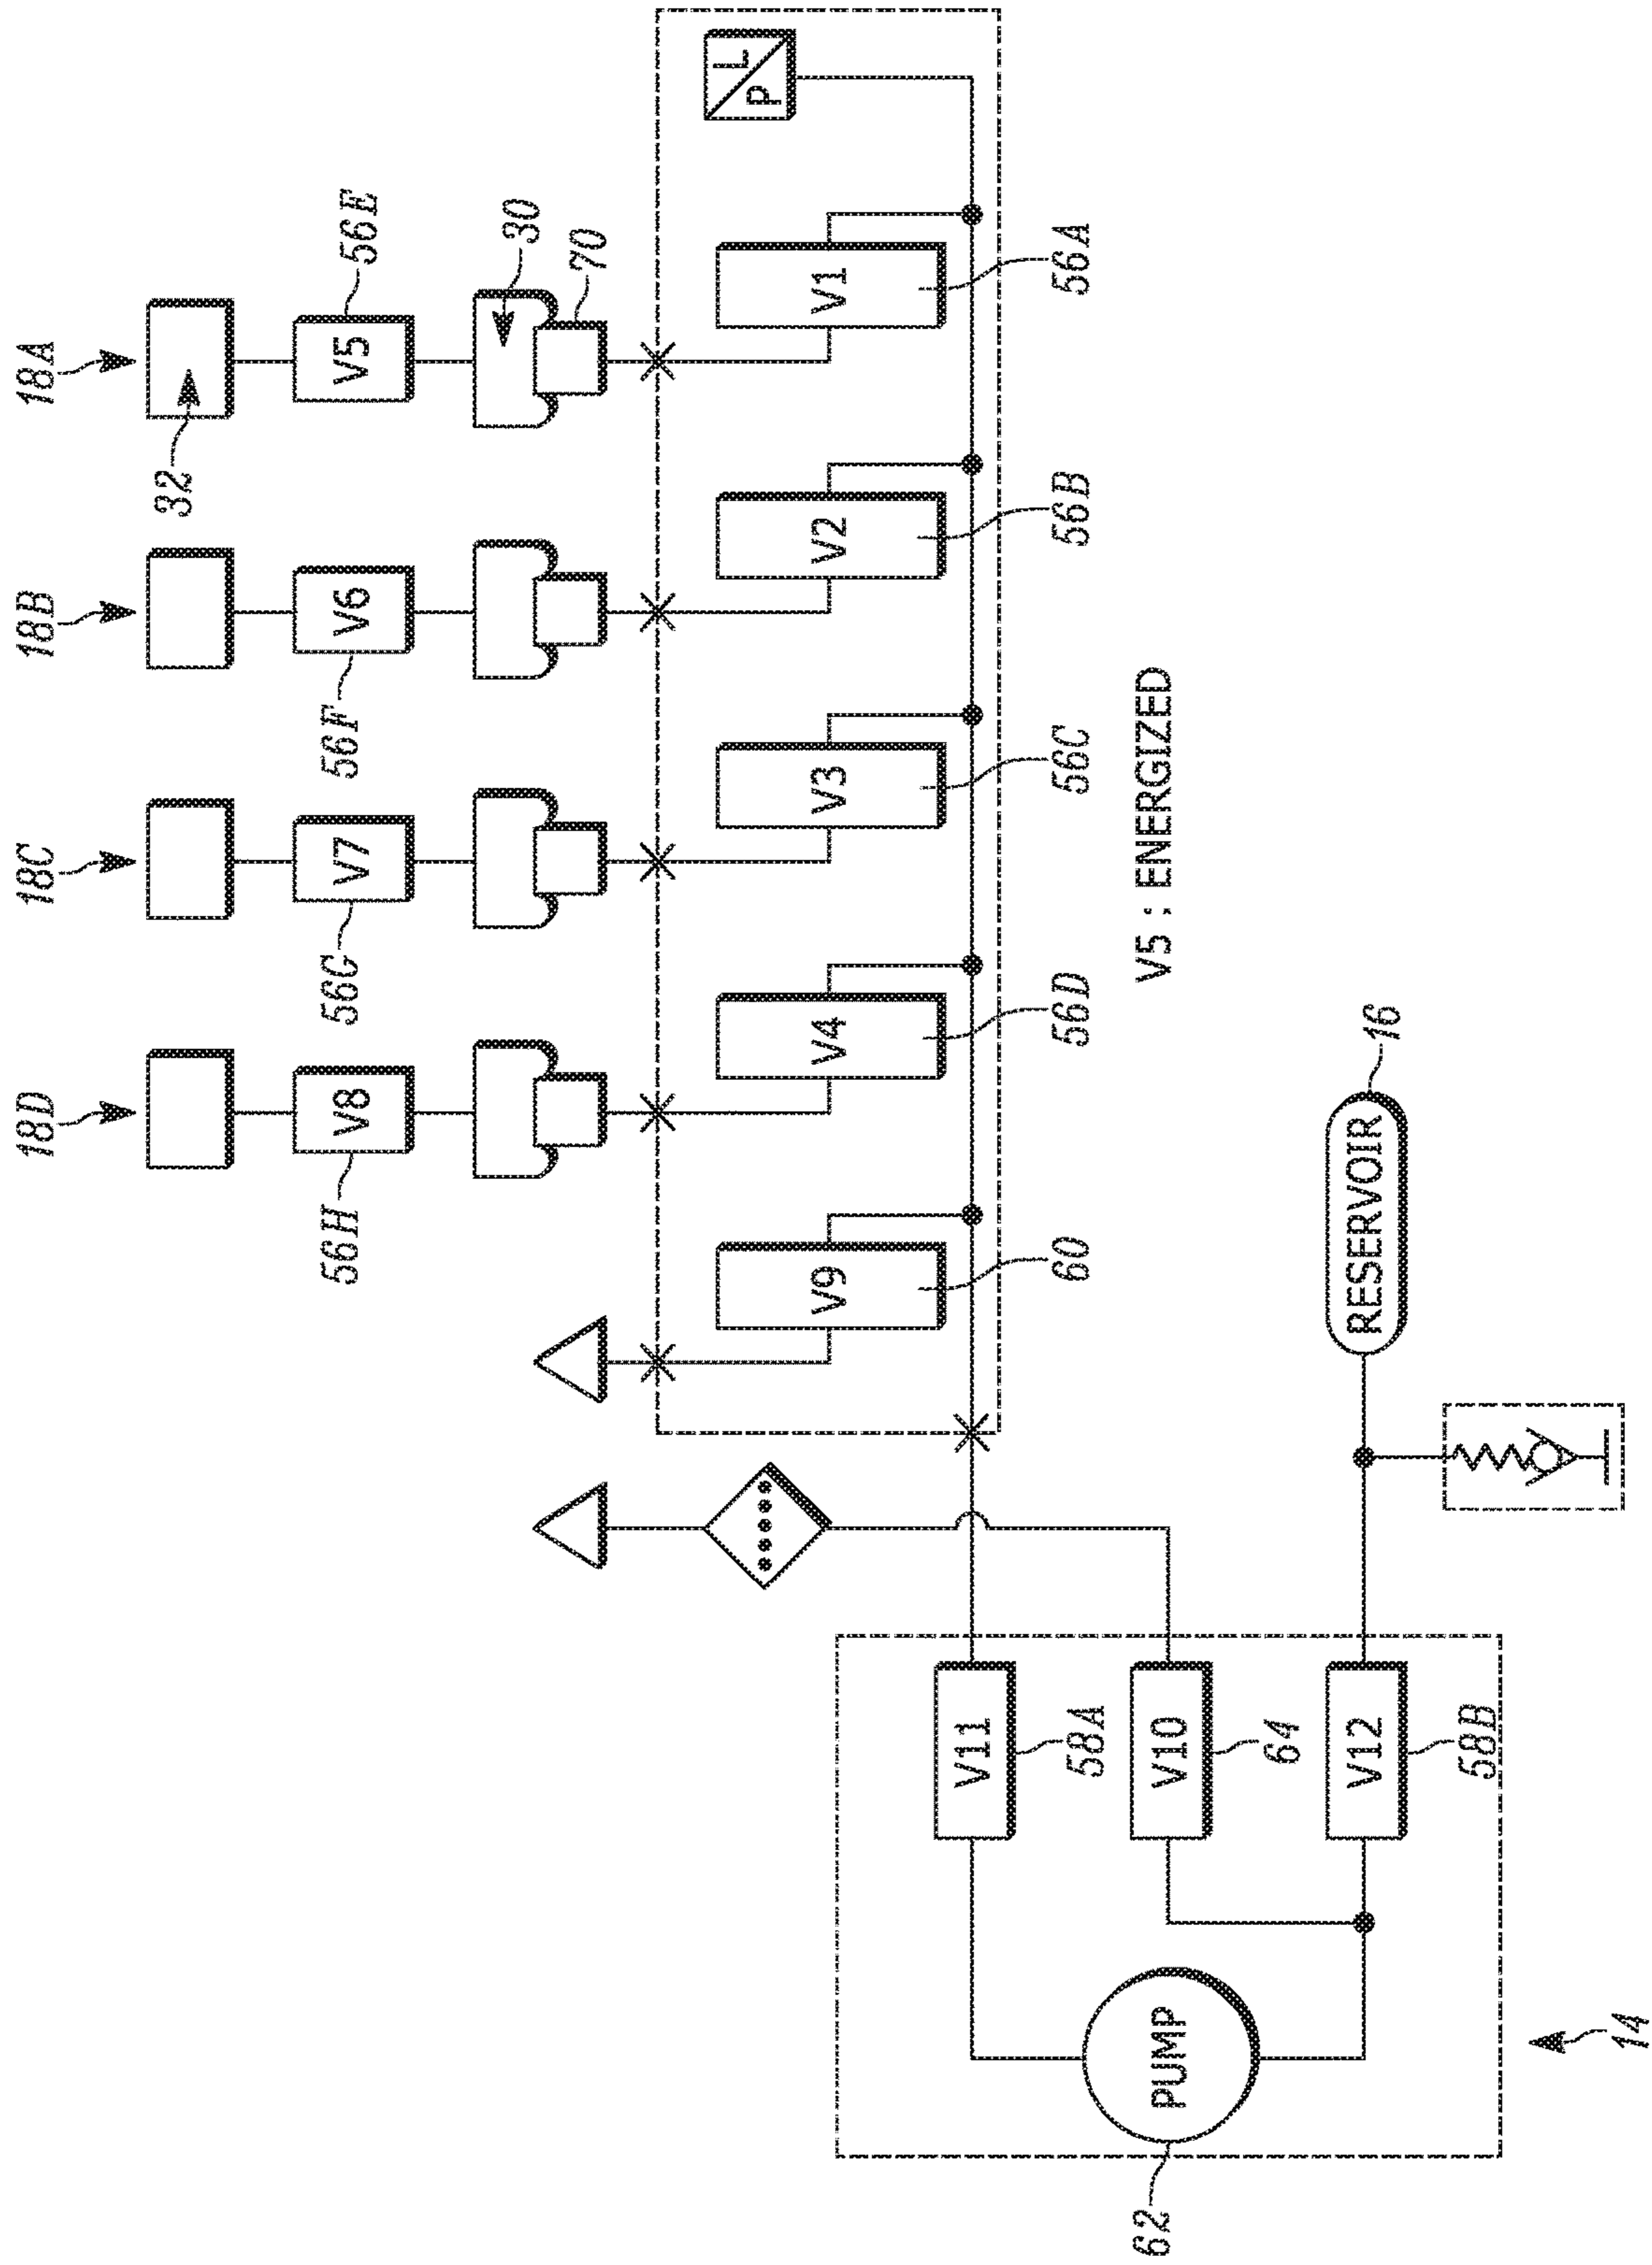 18A
18B
18C
18D
32
V5
56E
V6
56F
V7
56G
V8
56H
30
70
P
L
V1
56A
V2
56B
V3
56C
V4
56D
V9
60
V5 : ENERGIZED
RESERVOIR
16
V11
58A
V10
64
V12
58B
PUMP
62
14